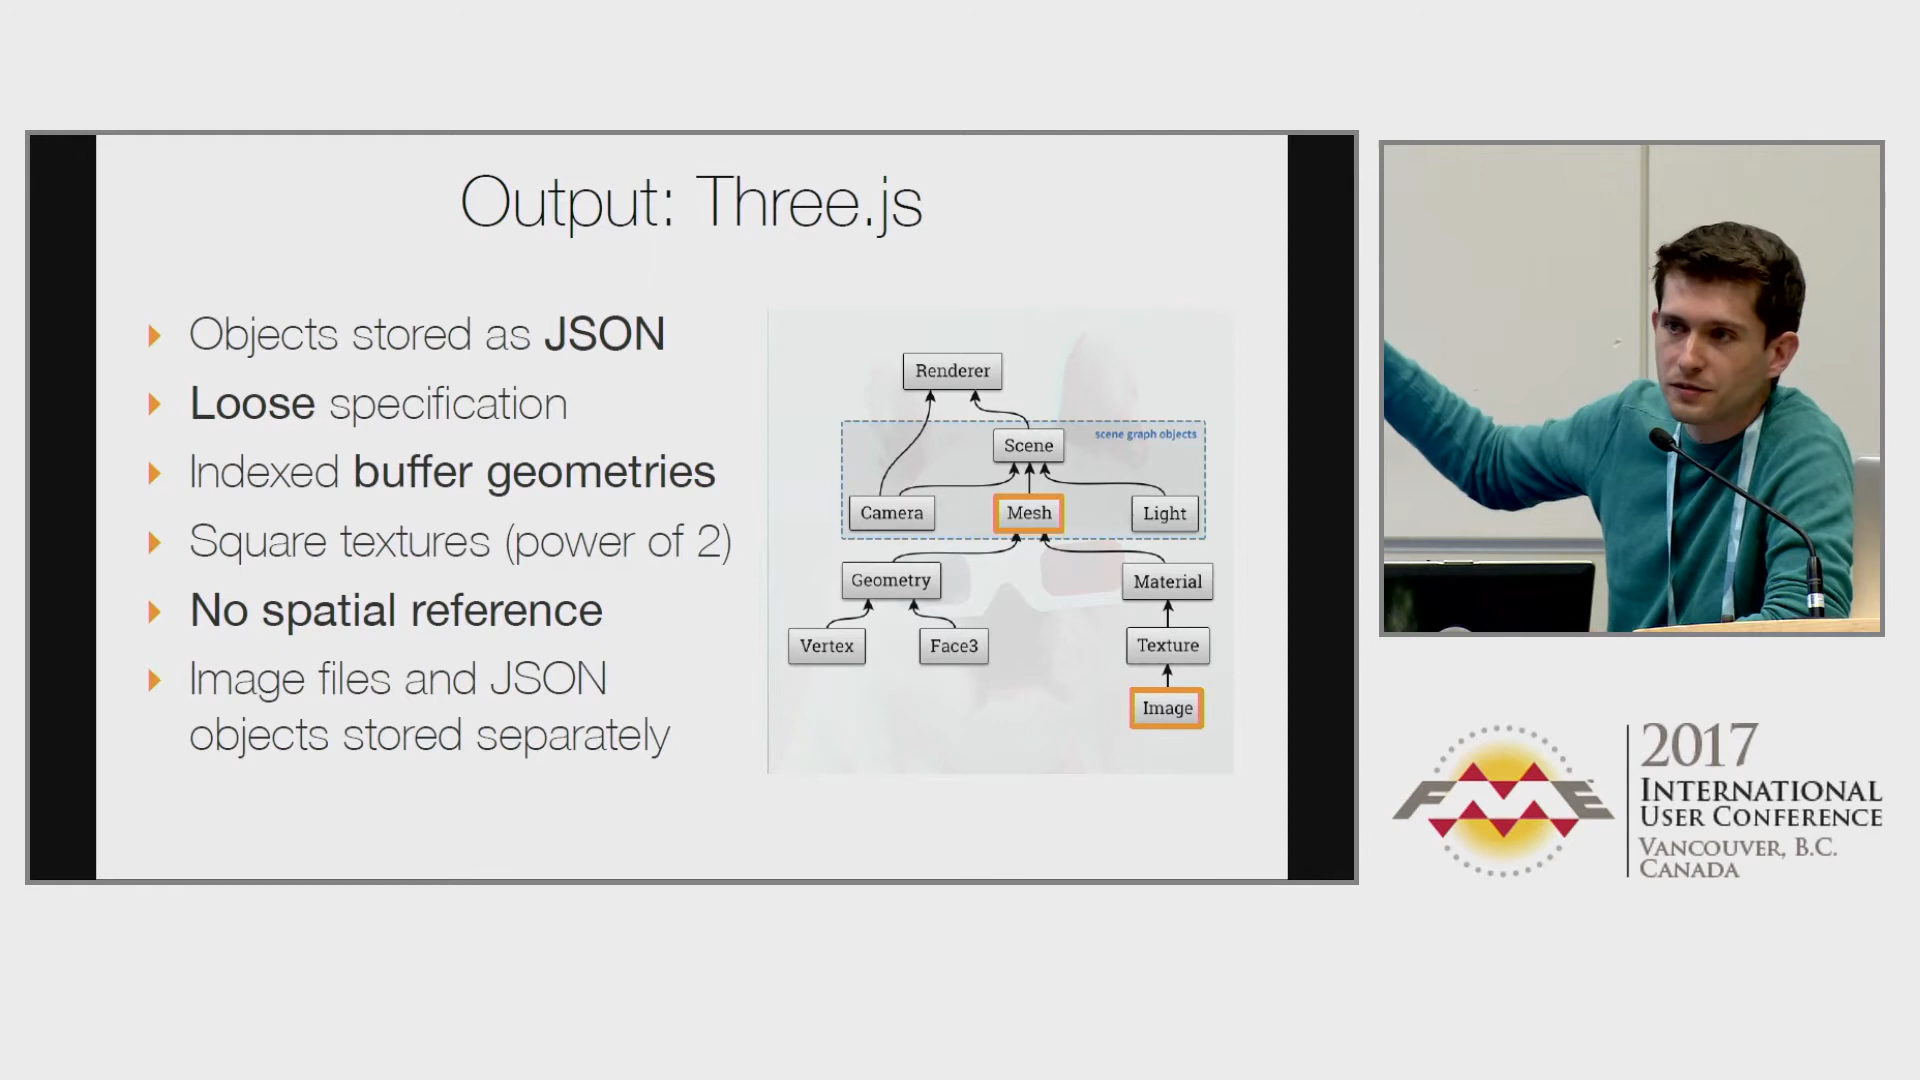 Output: Three.js
Objects stored as JSON
Loose specification
Indexed buffer geometries
Square textures (power of 2)
No spatial reference
Image files and JSON
objects stored separately
Renderer
scene graph objects
Scene
Camera
Mesh
Light
Geometry
Material
Vertex
Face3
Texture
Image
FME
2017
INTERNATIONAL
USER CONFERENCE
VANCOUVER, B.C.
CANADA